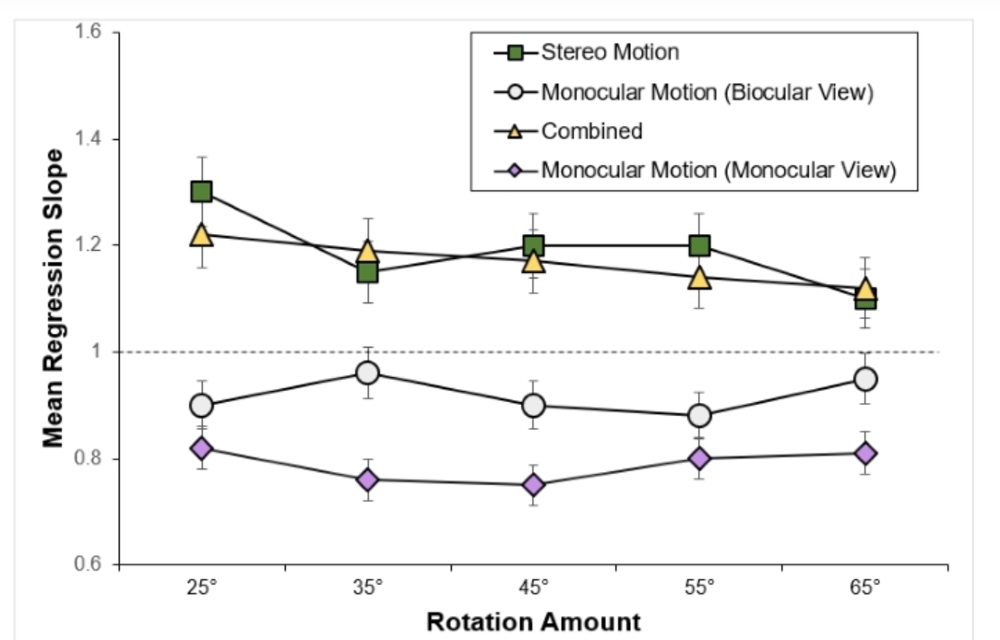 1.6
Stereo Motion
Monocular Motion (Biocular View)
1.4
Combined
Monocular Motion (Monocular View)
1.2
1
0.8
0.6
Mean Regression Slope
25° 35° 45° 55° 65°
Rotation Amount